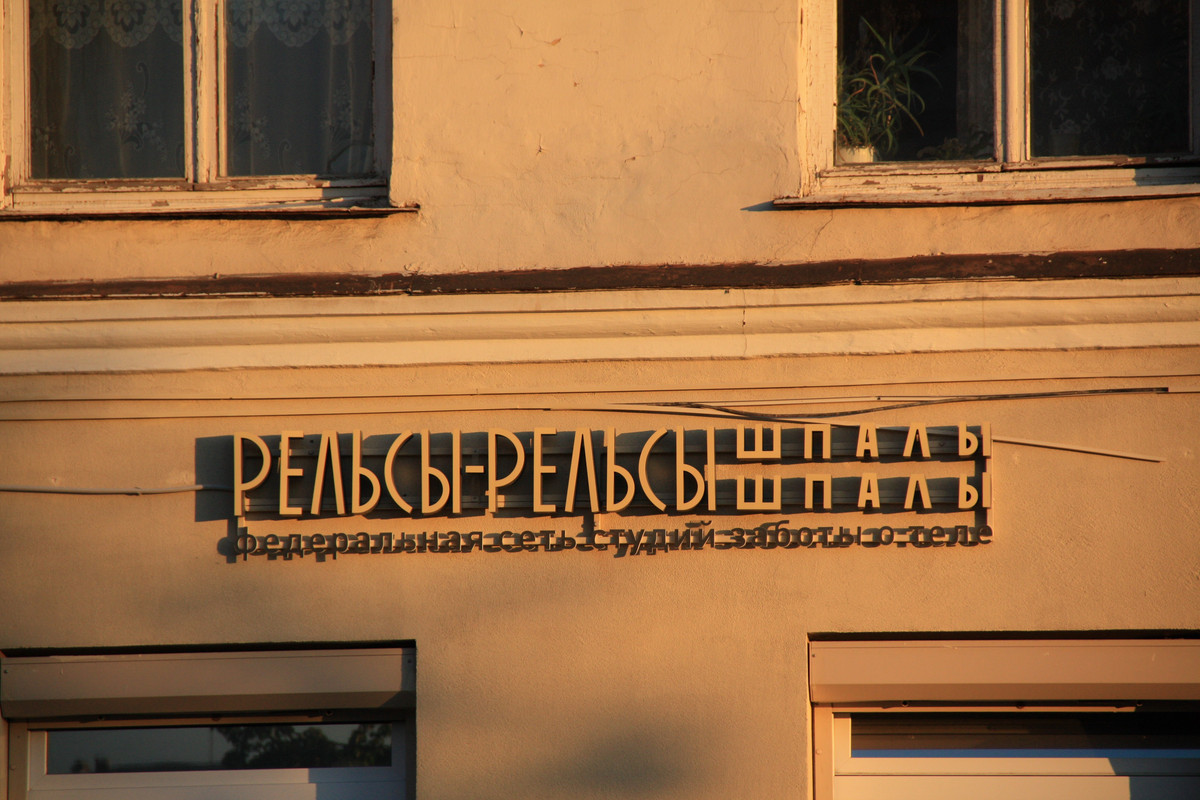 РЕЛЬСЫ-РЕЛЬСЫ
ШПАЛЫ
ШПАЛЫ
федеральная сеть студий заботы о теле